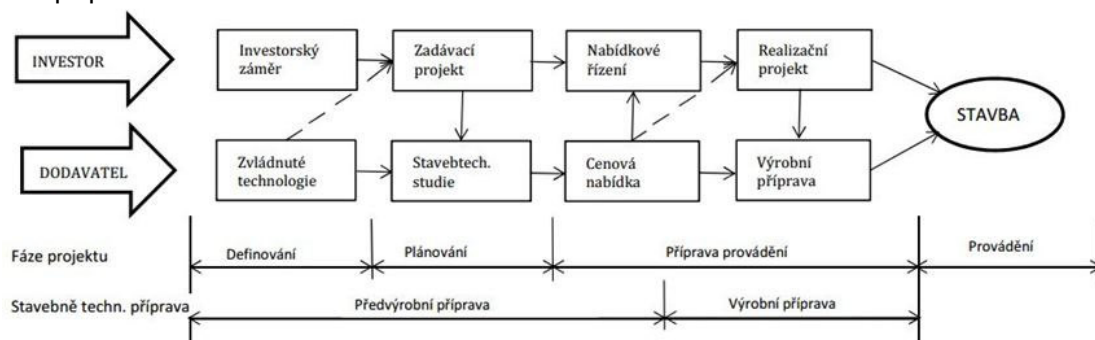 INVESTOR
Investorský
záměr
Zadávací
projekt
Nabídkové
řízení
Realizační
projekt
STAVBA
DODAVATEL
Zvládnuté
technologie
Stavebtech.
studie
Cenová
nabídka
Výrobní
příprava
Fáze projektu
Definování
Plánování
Příprava provádění
Provádění
Stavebně techn. příprava
Předvýrobní příprava
Výrobní příprava